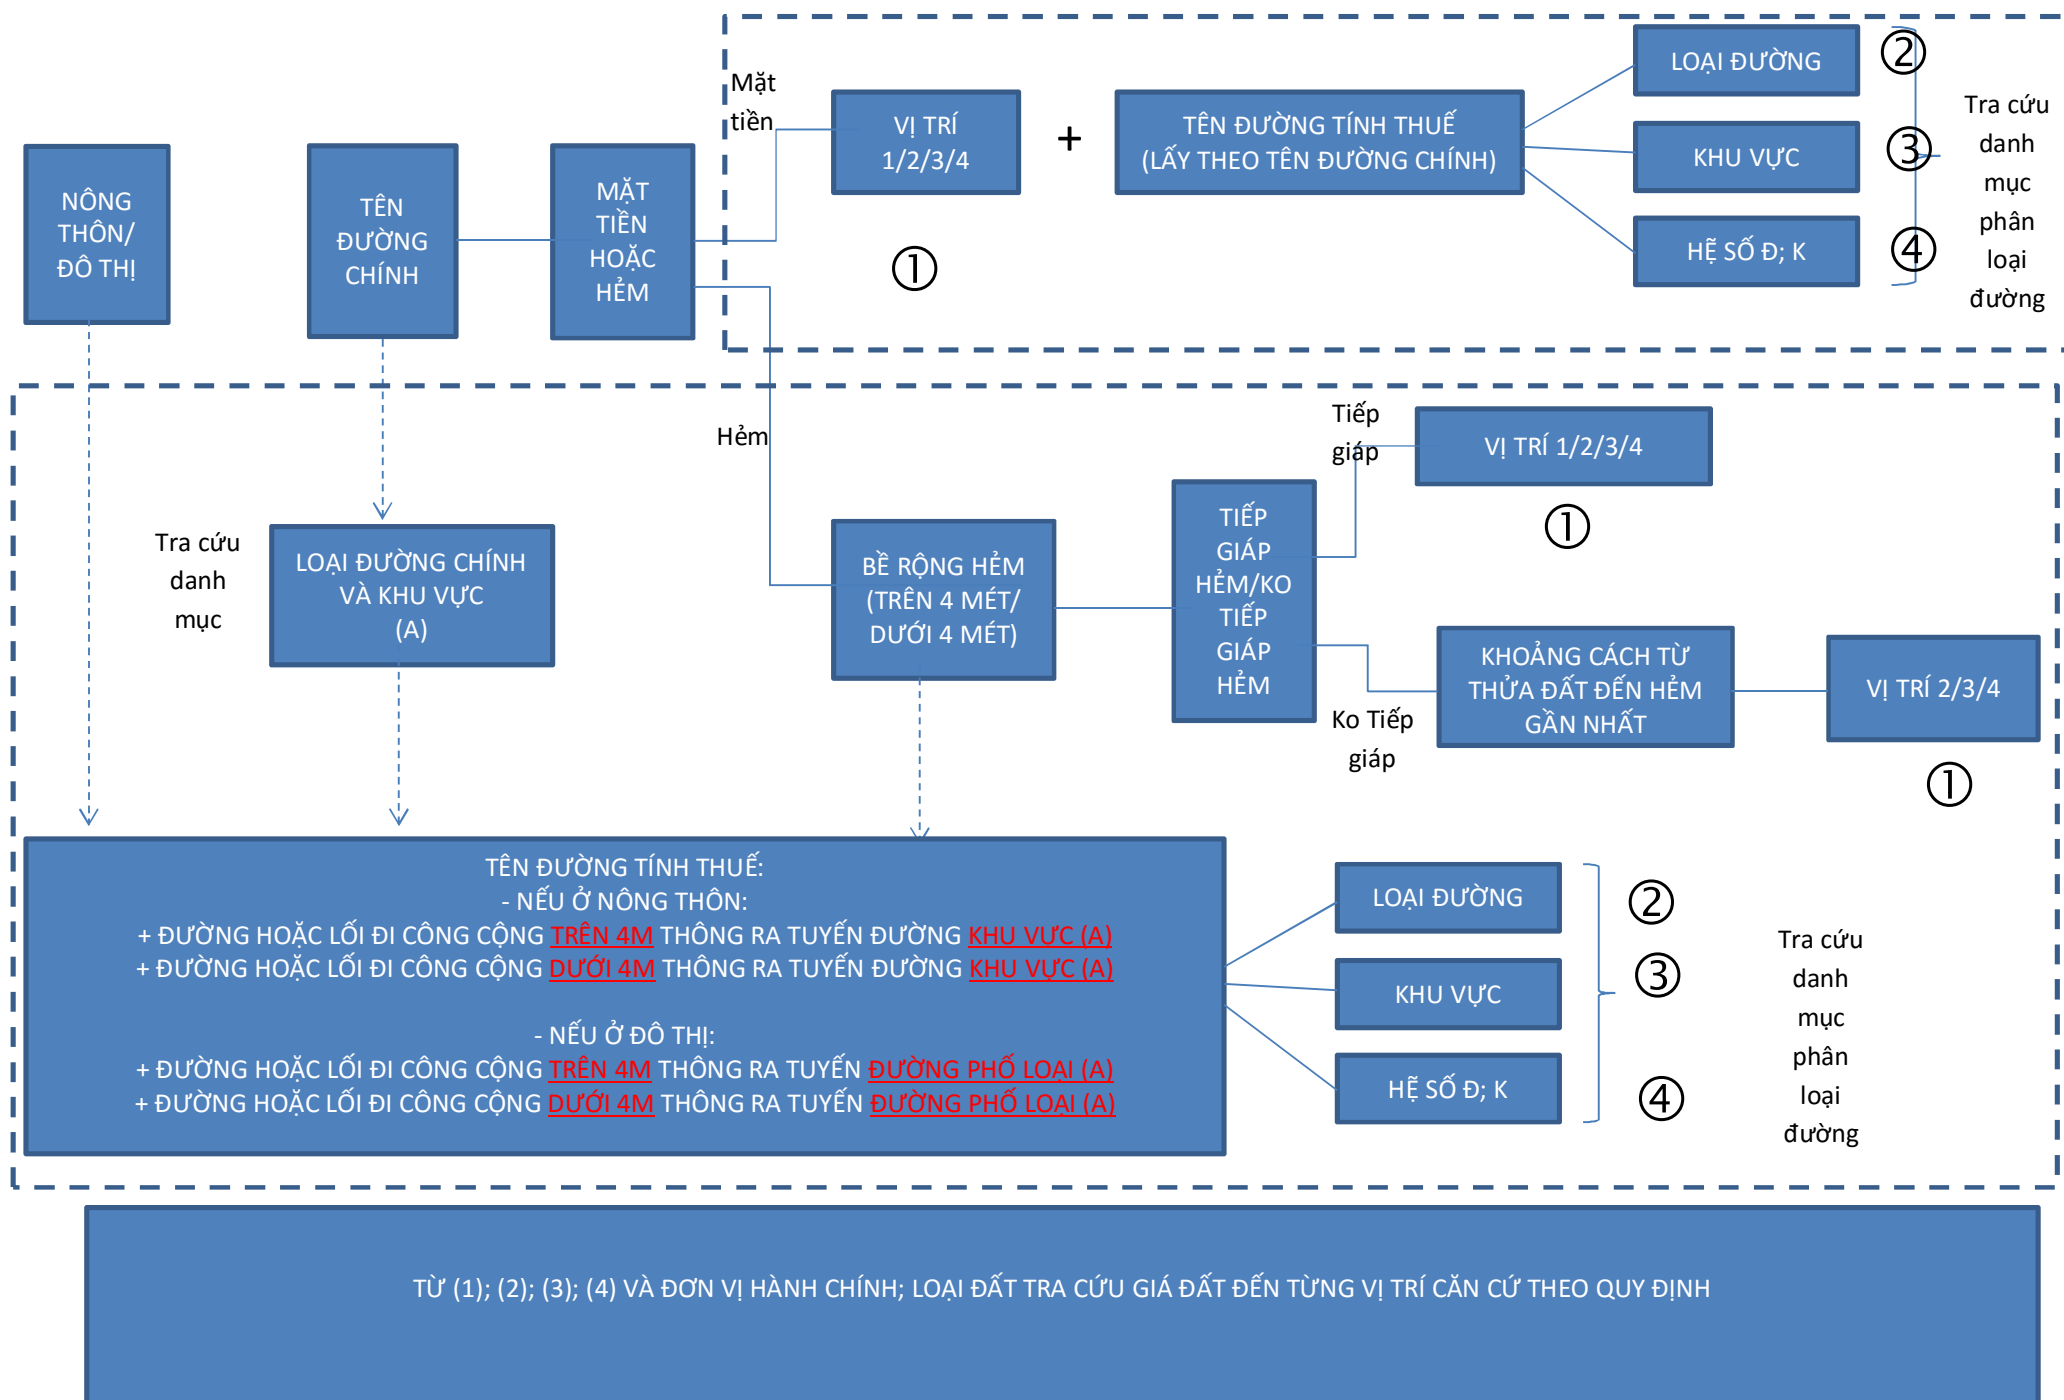 NÔNG
THÔN/
ĐÔ THỊ
TÊN
ĐƯỜNG
CHÍNH
MẶT
TIỀN
HOẶC
HẺM
Mặt
tiền
VỊ TRÍ
1/2/3/4
①
+
TÊN ĐƯỜNG TÍNH THUẾ
(LẤY THEO TÊN ĐƯỜNG CHÍNH)
LOẠI ĐƯỜNG
②
KHU VỰC
③
HỆ SỐ Đ; K
④
Tra cứu
danh
mục
phân
loại
đường
Hẻm
Tra cứu
danh
mục
LOẠI ĐƯỜNG CHÍNH
VÀ KHU VỰC
(A)
BỀ RỘNG HẺM
(TRÊN 4 MÉT/
DƯỚI 4 MÉT)
TIẾP
GIÁP
HẺM/KO
TIẾP
GIÁP
HẺM
Tiếp
giáp
VỊ TRÍ 1/2/3/4
①
Ko Tiếp
giáp
KHOẢNG CÁCH TỪ
THỬA ĐẤT ĐẾN HẺM
GẦN NHẤT
VỊ TRÍ 2/3/4
①
TÊN ĐƯỜNG TÍNH THUẾ:
- NẾU Ở NÔNG THÔN:
+ ĐƯỜNG HOẶC LỐI ĐI CÔNG CỘNG TRÊN 4M THÔNG RA TUYẾN ĐƯỜNG KHU VỰC (A)
+ ĐƯỜNG HOẶC LỐI ĐI CÔNG CỘNG DƯỚI 4M THÔNG RA TUYẾN ĐƯỜNG KHU VỰC (A)
- NẾU Ở ĐÔ THỊ:
+ ĐƯỜNG HOẶC LỐI ĐI CÔNG CỘNG TRÊN 4M THÔNG RA TUYẾN ĐƯỜNG PHỐ LOẠI (A)
+ ĐƯỜNG HOẶC LỐI ĐI CÔNG CỘNG DƯỚI 4M THÔNG RA TUYẾN ĐƯỜNG PHỐ LOẠI (A)
LOẠI ĐƯỜNG
②
KHU VỰC
③
HỆ SỐ Đ; K
④
Tra cứu
danh
mục
phân
loại
đường
TỪ (1); (2); (3); (4) VÀ ĐƠN VỊ HÀNH CHÍNH; LOẠI ĐẤT TRA CỨU GIÁ ĐẤT ĐẾN TỪNG VỊ TRÍ CĂN CỨ THEO QUY ĐỊNH